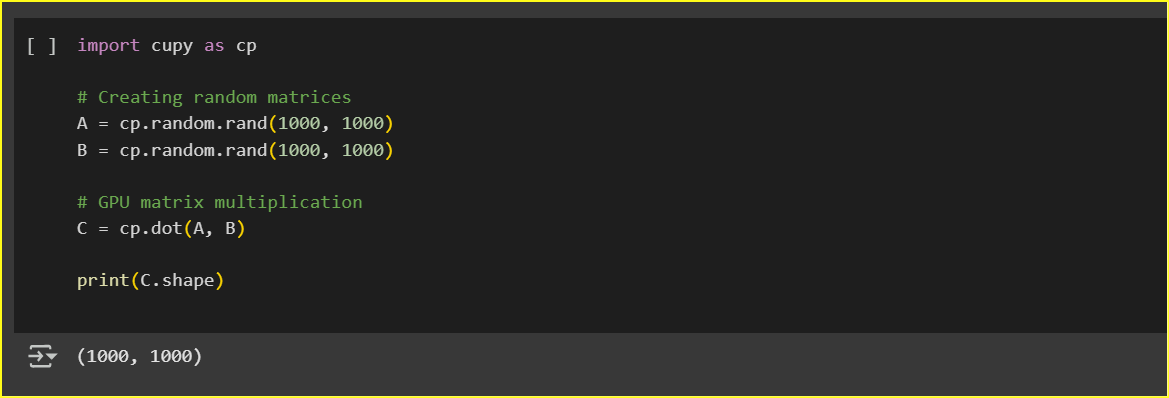 [ ] import cupy as cp
# Creating random matrices
A = cp.random.rand(1000, 1000)
B = cp.random.rand(1000, 1000)
# GPU matrix multiplication
C = cp.dot(A, B)
print(C.shape)
(1000, 1000)